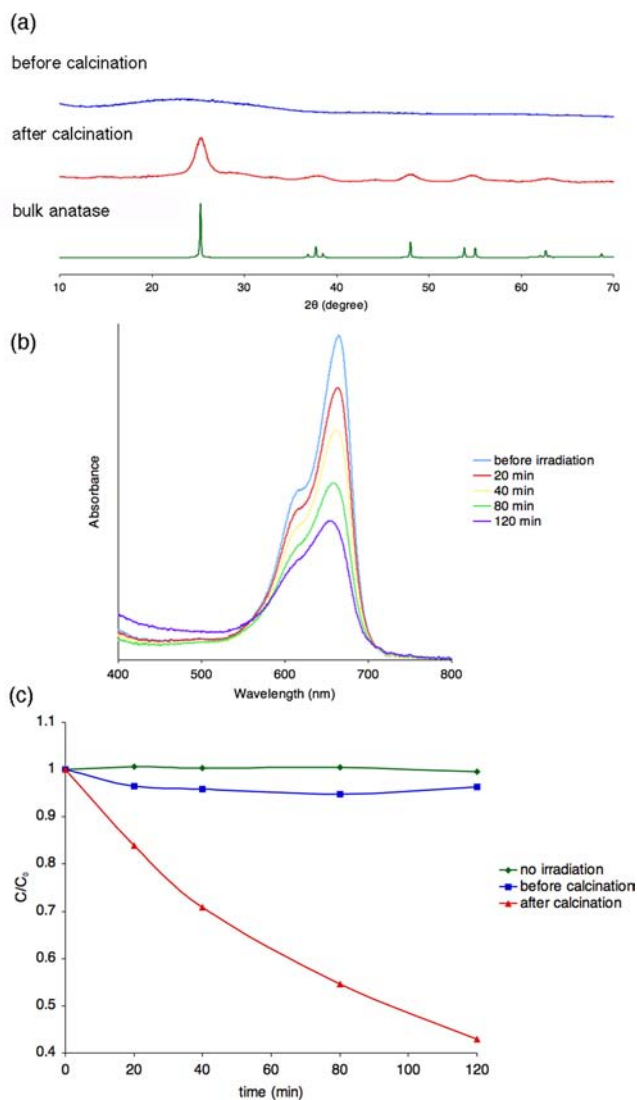 (a)
before calcination
after calcination
bulk anatase
10 20 30 40 50 60 70
2θ (degree)
(b)
Absorbance
before irradiation
20 min
40 min
80 min
120 min
400 500 600 700 800
Wavelength (nm)
(c)
1.1
1
0.9
0.8
0.7
0.6
0.5
0.4
C/C₀
no irradiation
before calcination
after calcination
0 20 40 60 80 100 120
time (min)